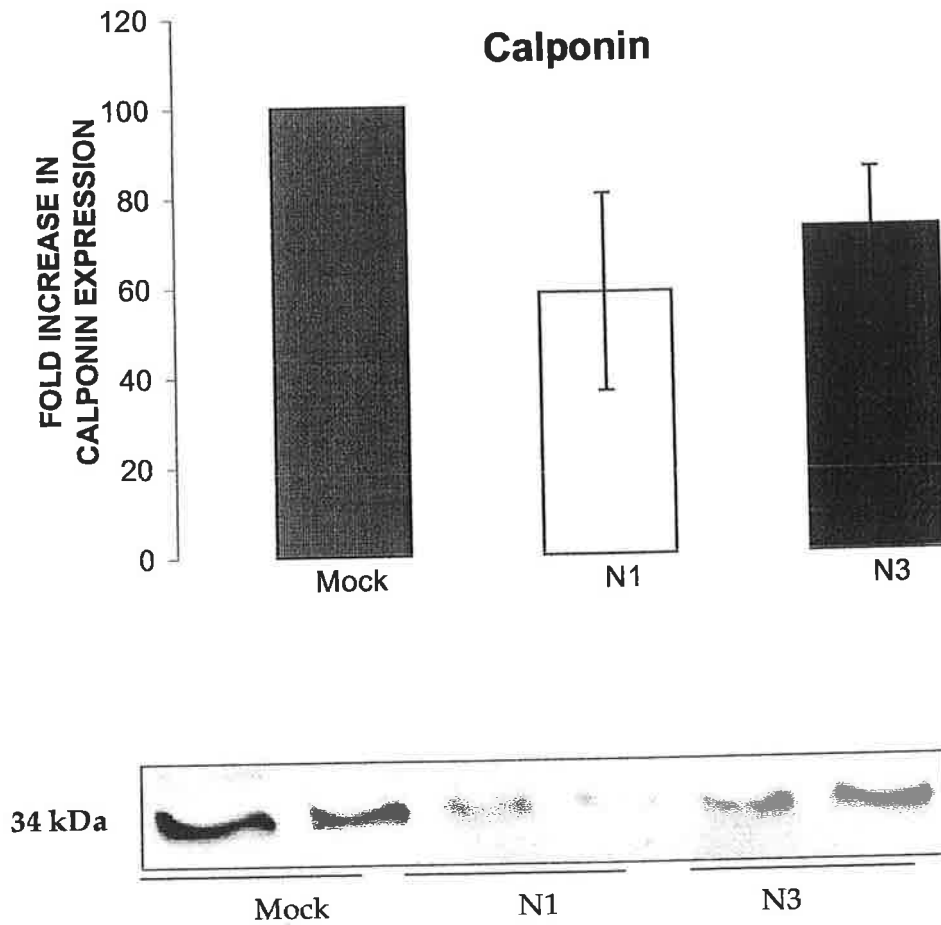 Calponin
FOLD INCREASE IN
CALPONIN EXPRESSION
120
100
80
60
40
20
0
Mock
N1
N3
34 kDa
Mock
N1
N3